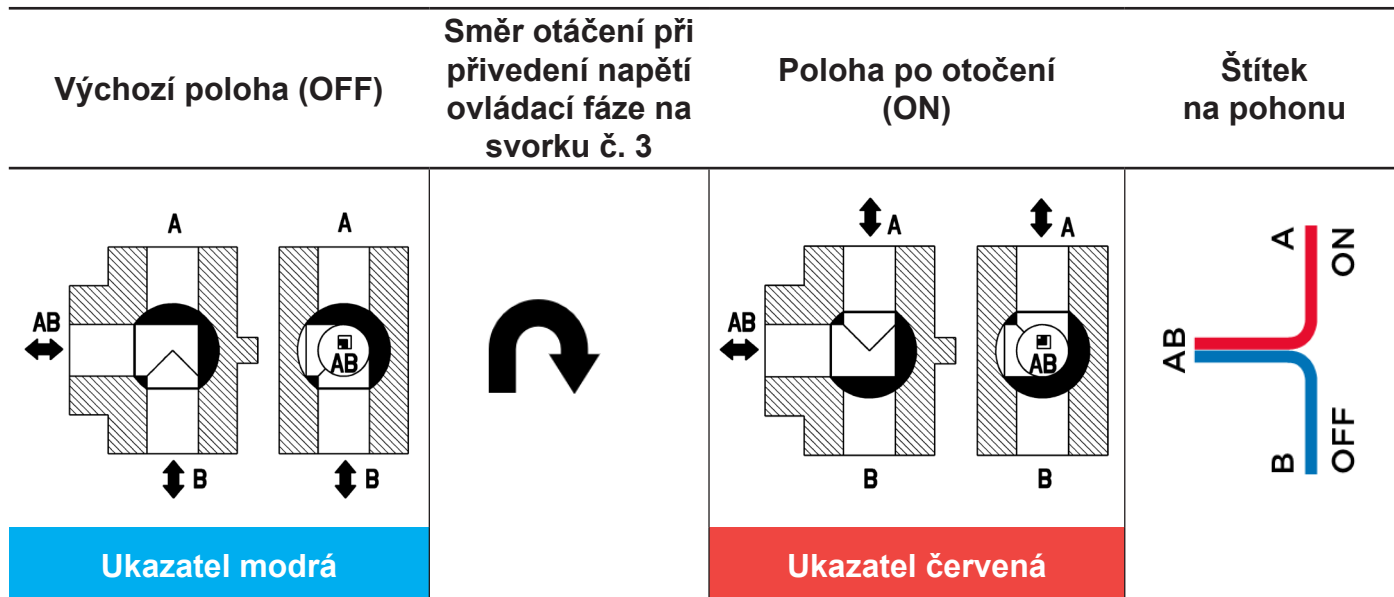 Výchozí poloha (OFF)
Směr otáčení při
přivedení napětí
ovládací fáze na
svorku č. 3
Poloha po otočení
(ON)
Štítek
na pohonu
A
A
AB
AB
B
B
A
A
AB
AB
B
B
A
ON
AB
B
OFF
Ukazatel modrá
Ukazatel červená